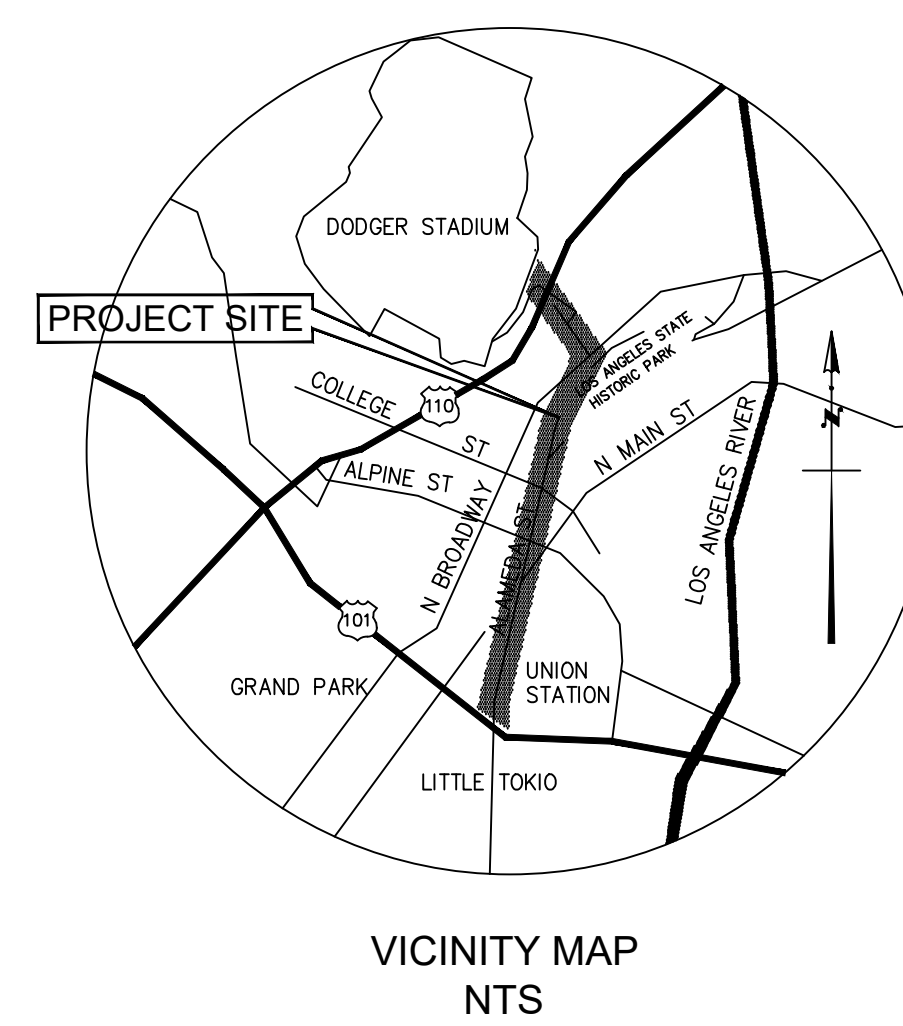 DODGER STADIUM
PROJECT SITE
LOS ANGELES STATE
HISTORIC PARK
COLLEGE ST
110
N MAIN ST
ALPINE ST
N BROADWAY
ALAMEDA ST
LOS ANGELES RIVER
N
101
GRAND PARK
UNION
STATION
LITTLE TOKIO
VICINITY MAP
NTS